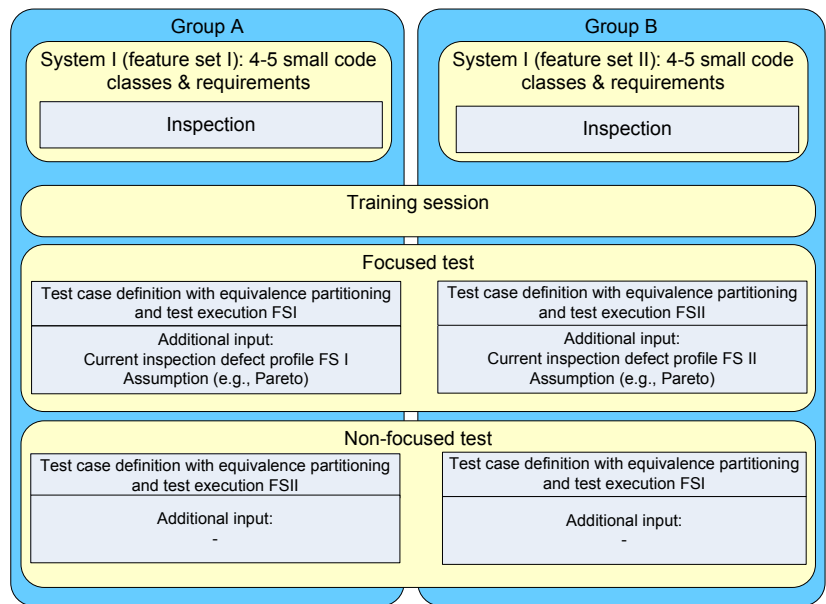 Group A
Group B
System I (feature set I): 4-5 small code
classes & requirements
Inspection
System I (feature set II): 4-5 small code
classes & requirements
Inspection
Training session
Focused test
Test case definition with equivalence partitioning
and test execution FSI
Additional input:
Current inspection defect profile FS I
Assumption (e.g., Pareto)
Test case definition with equivalence partitioning
and test execution FSII
Additional input:
Current inspection defect profile FS II
Assumption (e.g., Pareto)
Non-focused test
Test case definition with equivalence partitioning
and test execution FSII
Additional input:
-
Test case definition with equivalence partitioning
and test execution FSI
Additional input:
-